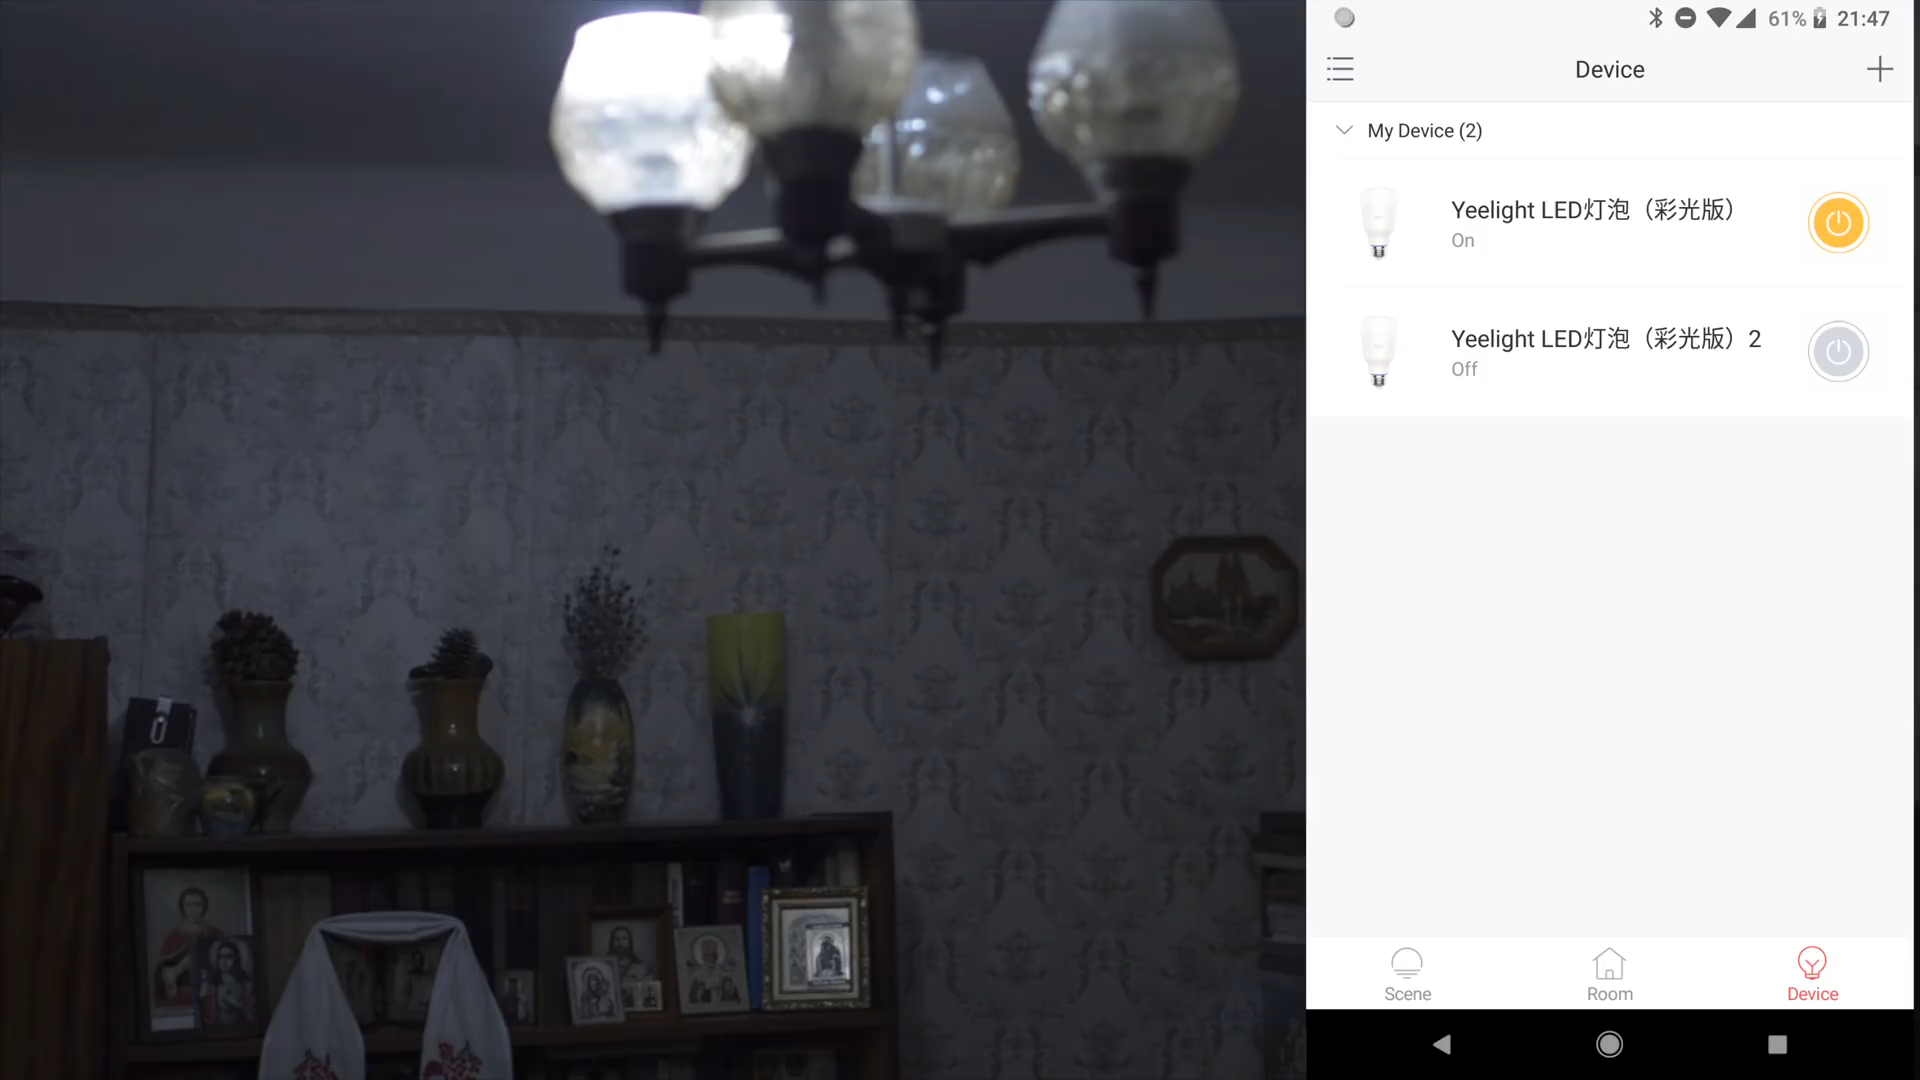 61% 21:47
Device
My Device (2)
Yeelight LED灯泡（彩光版）
On
Yeelight LED灯泡（彩光版）2
Off
Scene
Room
Device